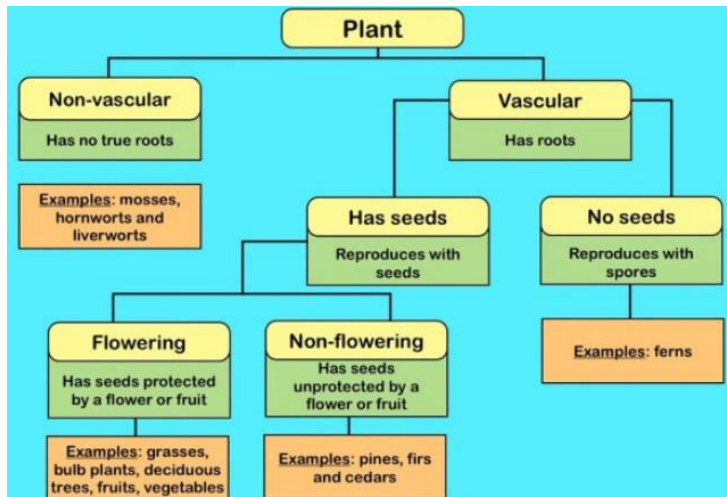 Plant
Non-vascular
Has no true roots
Examples: mosses,
hornworts and
liverworts
Vascular
Has roots
Has seeds
Reproduces with
seeds
No seeds
Reproduces with
spores
Examples: ferns
Flowering
Has seeds protected
by a flower or fruit
Examples: grasses,
bulb plants, deciduous
trees, fruits, vegetables
Non-flowering
Has seeds
unprotected by a
flower or fruit
Examples: pines, firs
and cedars